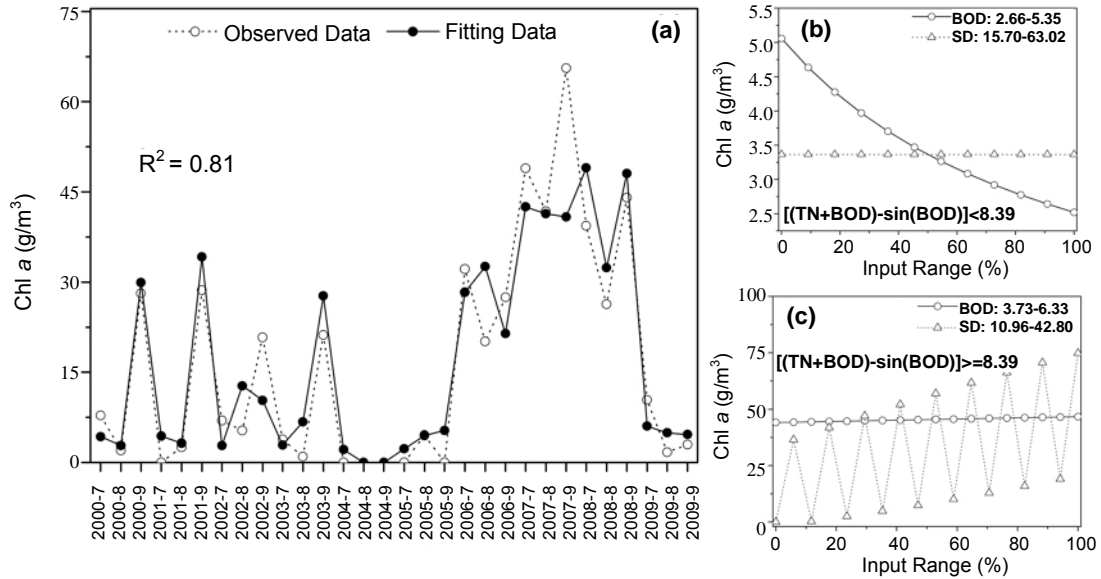 75
60
45
30
15
0
Chl a (g/m³)
Observed Data
Fitting Data
(a)
R² = 0.81
2000-7
2000-8
2000-9
2001-7
2001-8
2001-9
2002-7
2002-8
2002-9
2003-7
2003-8
2003-9
2004-7
2004-8
2004-9
2005-7
2005-8
2005-9
2006-7
2006-8
2006-9
2007-7
2007-8
2007-9
2008-7
2008-8
2008-9
2009-7
2009-8
2009-9
5.5
5.0
4.5
4.0
3.5
3.0
2.5
Chl a (g/m³)
(b)
BOD: 2.66-5.35
SD: 15.70-63.02
[(TN+BOD)-sin(BOD)]<8.39
0 20 40 60 80 100
Input Range (%)
100
75
50
25
0
Chl a (g/m³)
(c)
BOD: 3.73-6.33
SD: 10.96-42.80
[(TN+BOD)-sin(BOD)]>=8.39
0 20 40 60 80 100
Input Range (%)